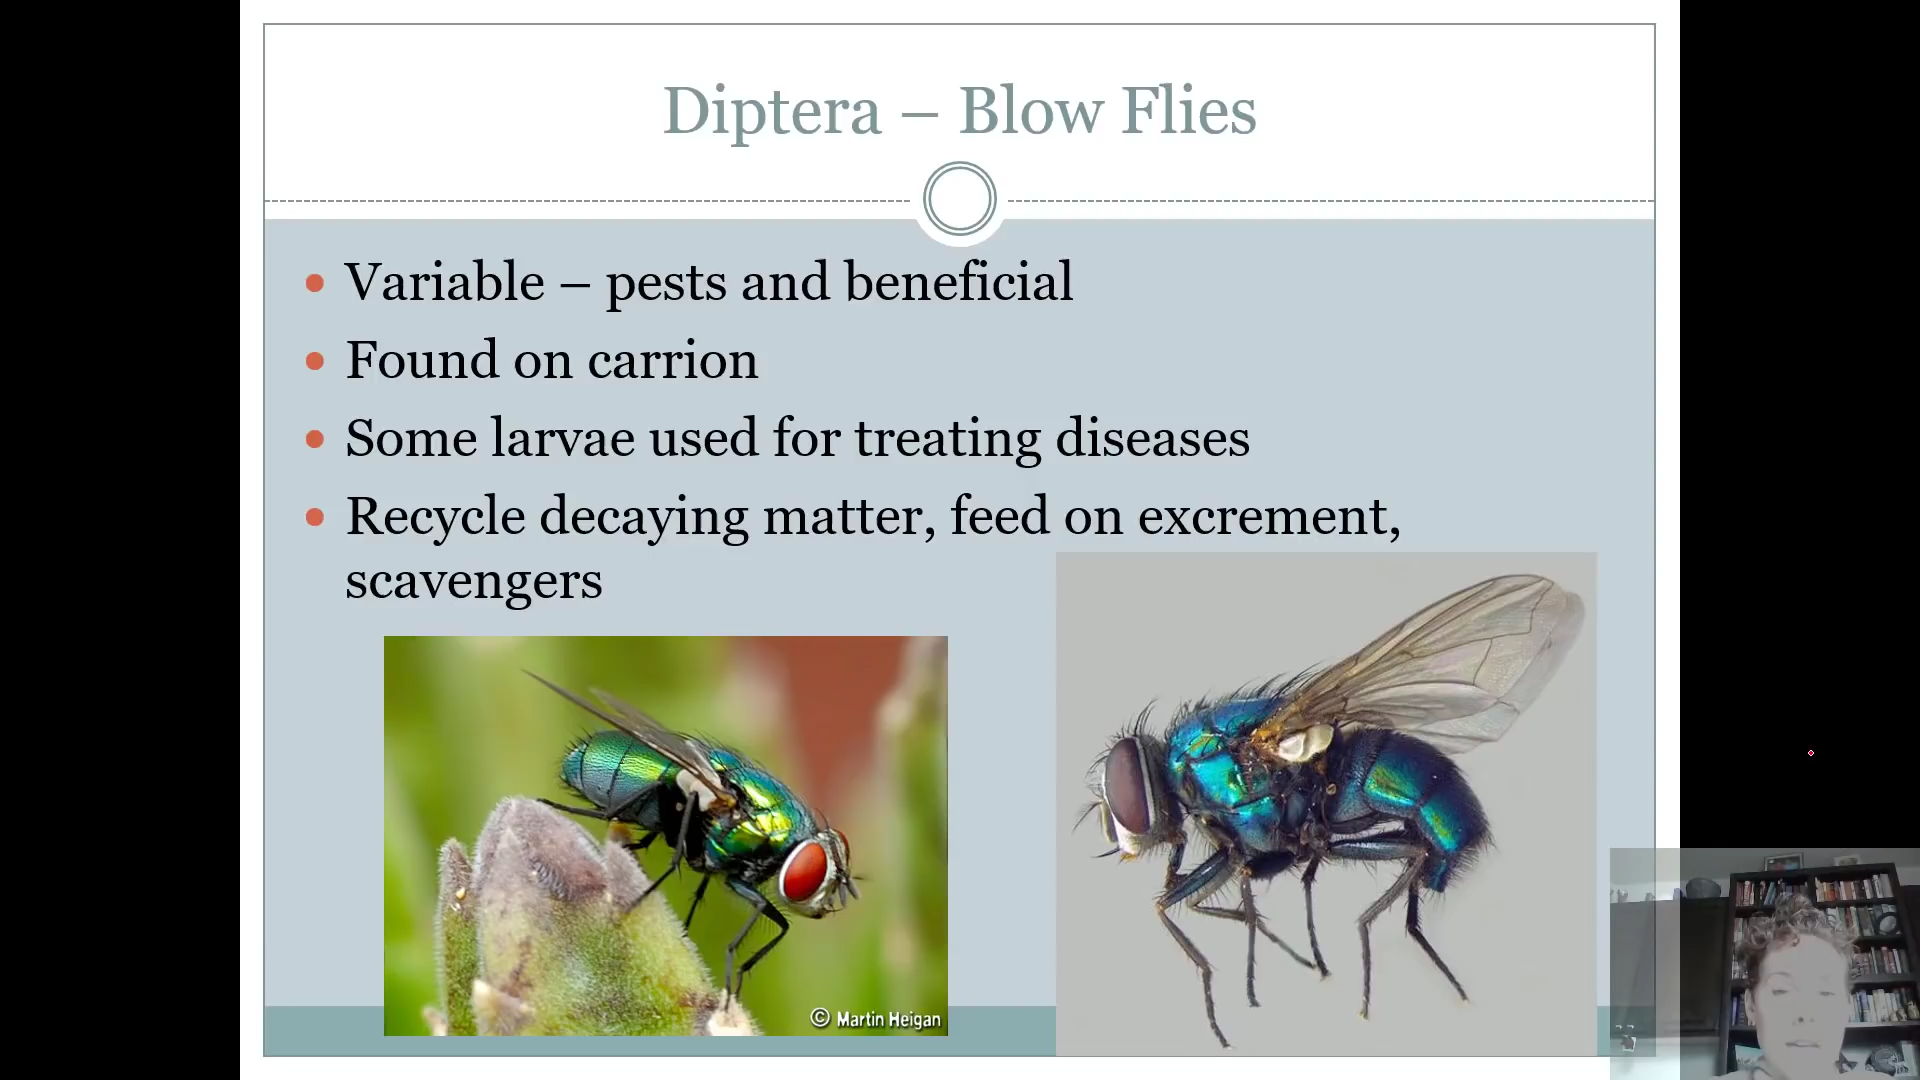 Diptera – Blow Flies
Variable – pests and beneficial
Found on carrion
Some larvae used for treating diseases
Recycle decaying matter, feed on excrement,
scavengers
© Martin Heigan